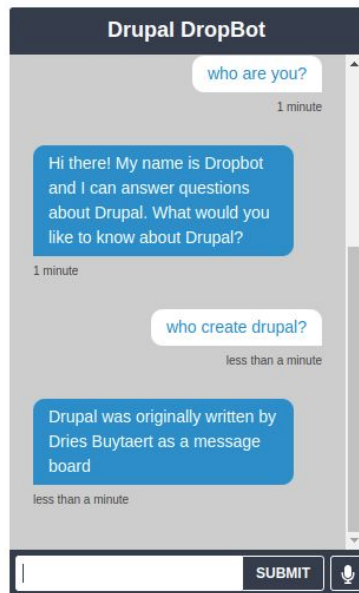 Drupal DropBot
who are you?
1 minute
Hi there! My name is Dropbot
and I can answer questions
about Drupal. What would you
like to know about Drupal?
1 minute
who create drupal?
less than a minute
Drupal was originally written by
Dries Buytaert as a message
board
less than a minute
SUBMIT